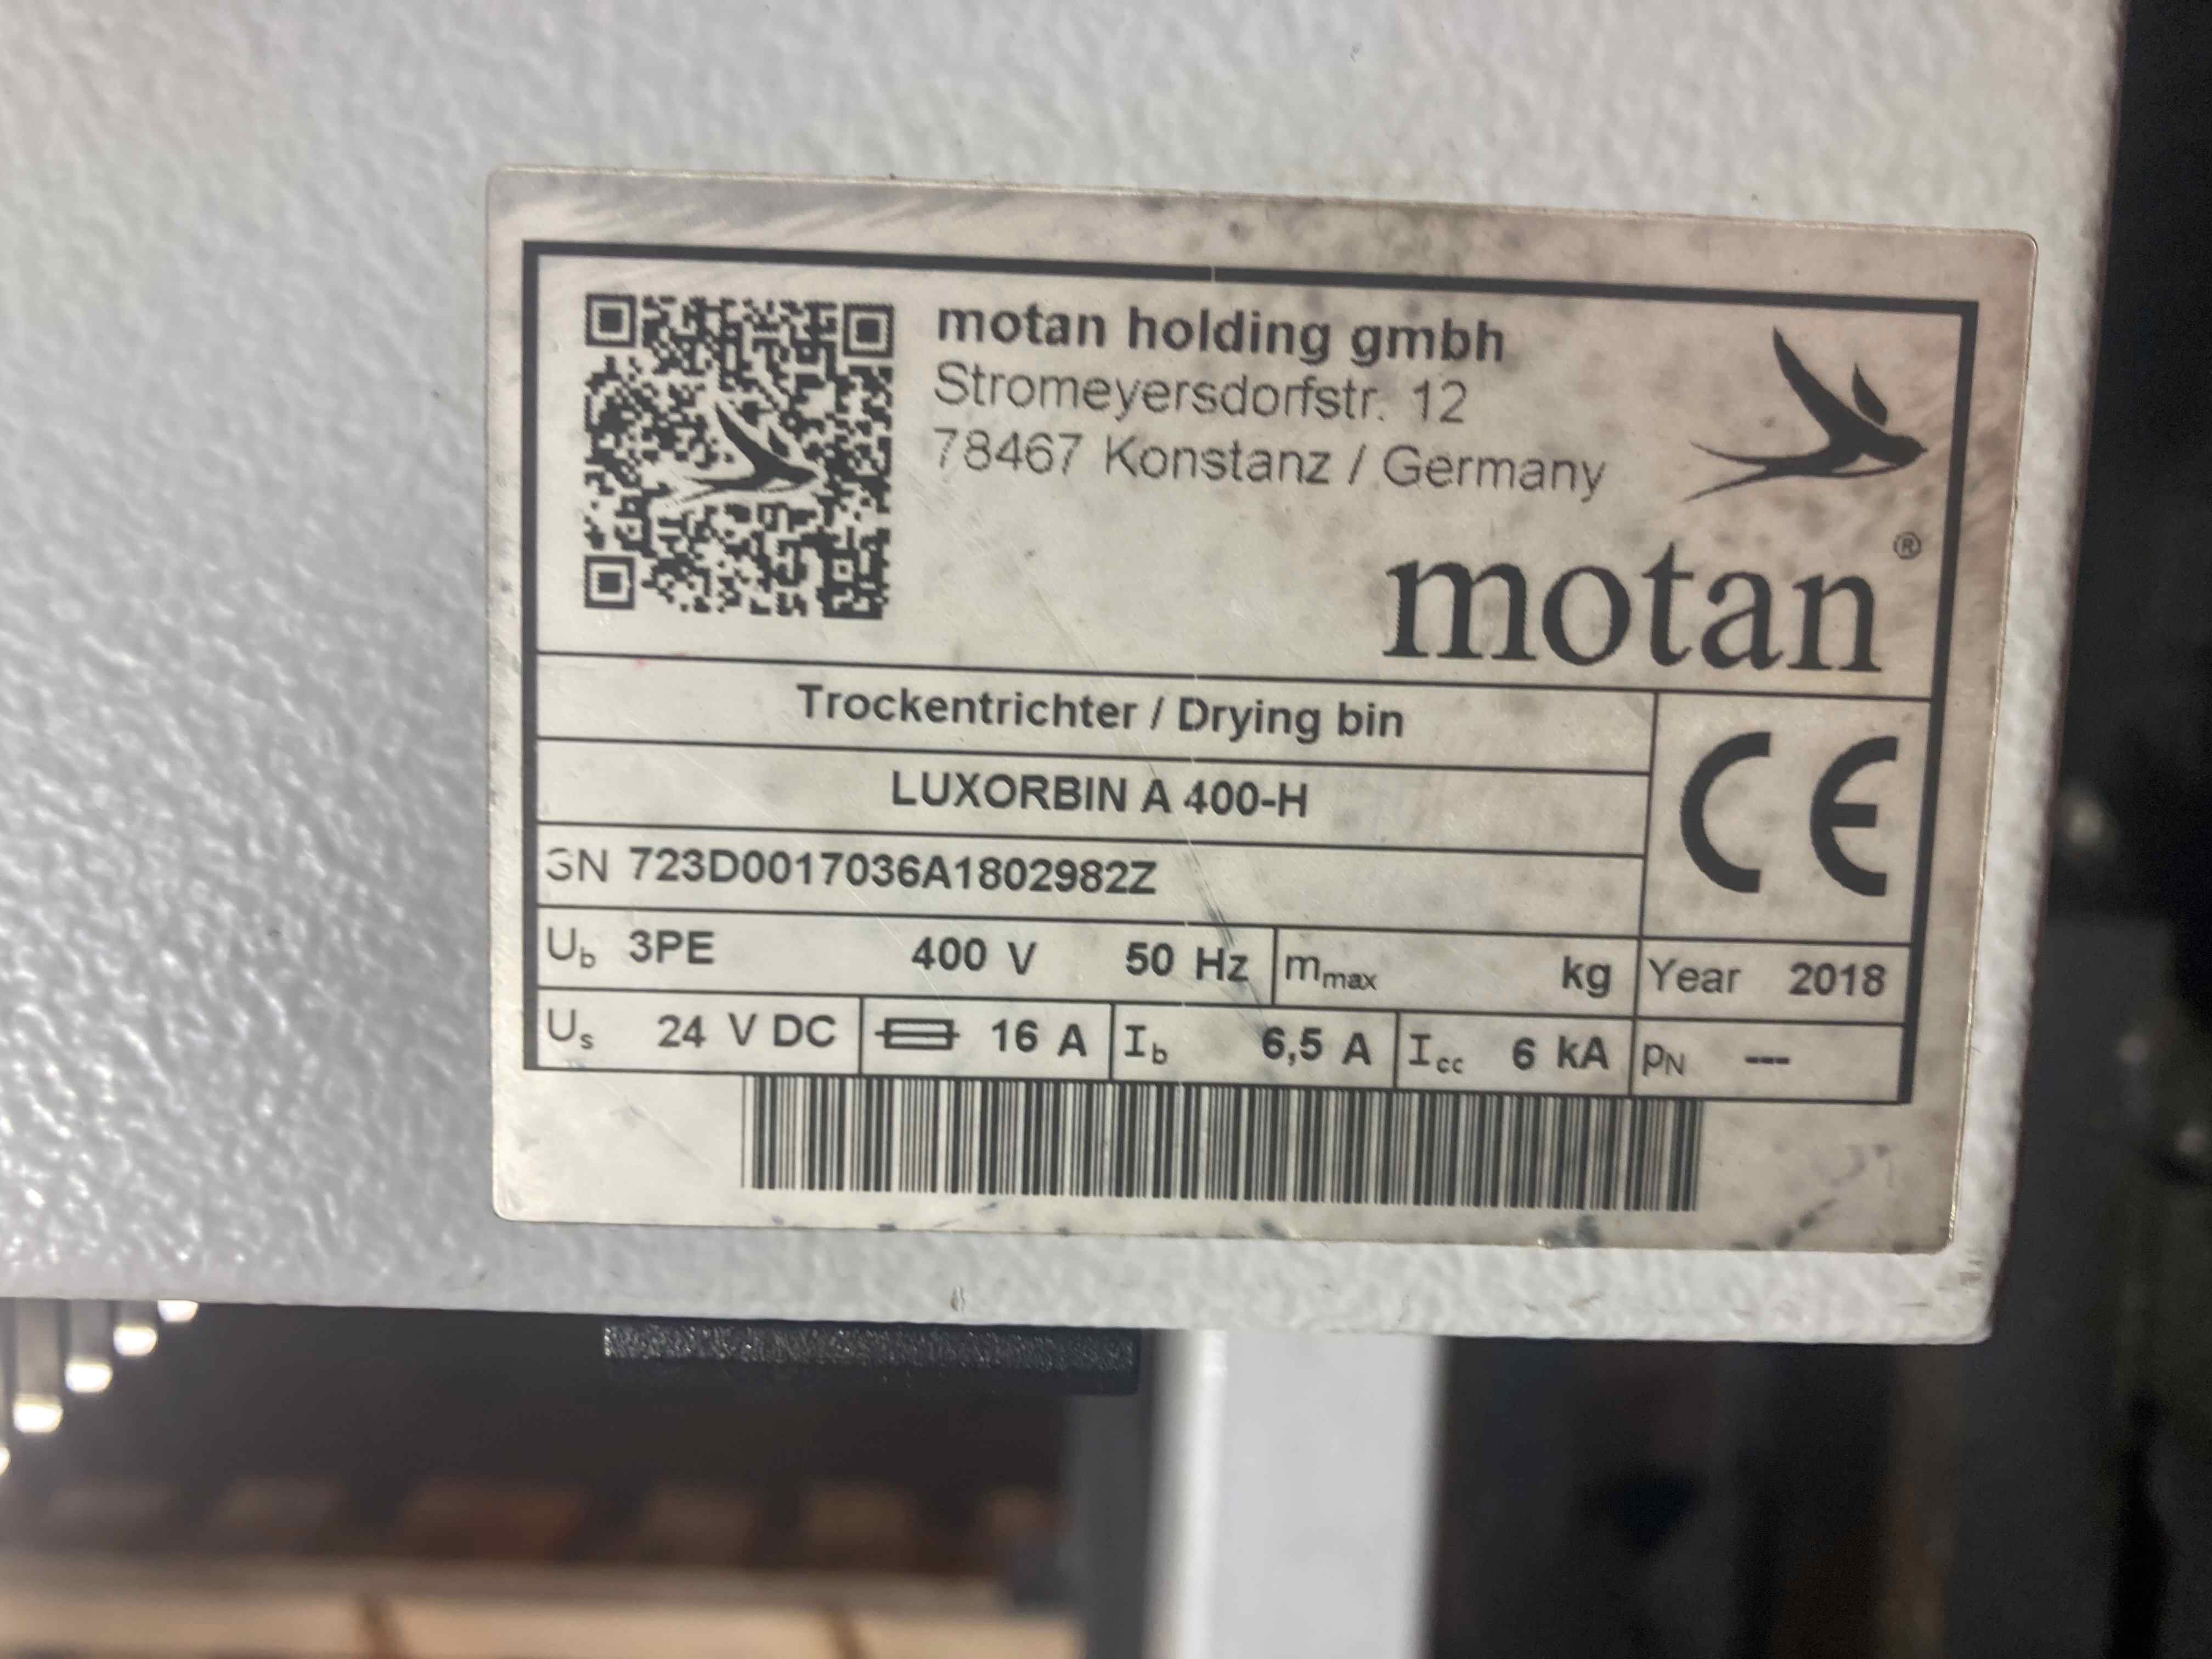 motan holding gmbh
Stromeyersdorfstr. 12
78467 Konstanz / Germany
motan®
Trockentrichter / Drying bin
LUXORBIN A 400-H
CE
SN 723D0017036A1802982Z
Ub 3PE 400 V 50 Hz mmax kg Year 2018
Us 24 V DC 16 A Ib 6,5 A Icc 6 kA pN ---